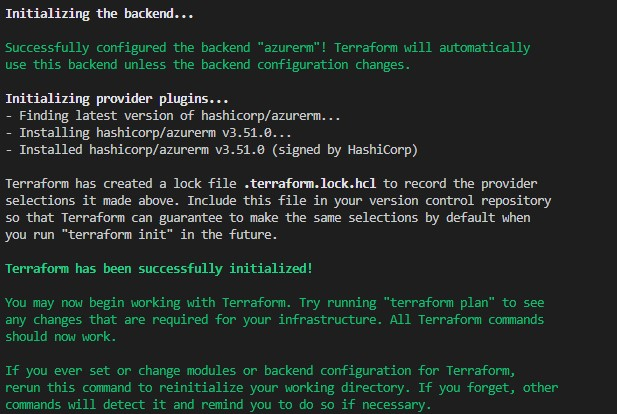 Initializing the backend...
Successfully configured the backend "azurerm"! Terraform will automatically
use this backend unless the backend configuration changes.
Initializing provider plugins...
- Finding latest version of hashicorp/azurerm...
- Installing hashicorp/azurerm v3.51.0...
- Installed hashicorp/azurerm v3.51.0 (signed by HashiCorp)
Terraform has created a lock file .terraform.lock.hcl to record the provider
selections it made above. Include this file in your version control repository
so that Terraform can guarantee to make the same selections by default when
you run "terraform init" in the future.
Terraform has been successfully initialized!
You may now begin working with Terraform. Try running "terraform plan" to see
any changes that are required for your infrastructure. All Terraform commands
should now work.
If you ever set or change modules or backend configuration for Terraform,
rerun this command to reinitialize your working directory. If you forget, other
commands will detect it and remind you to do so if necessary.